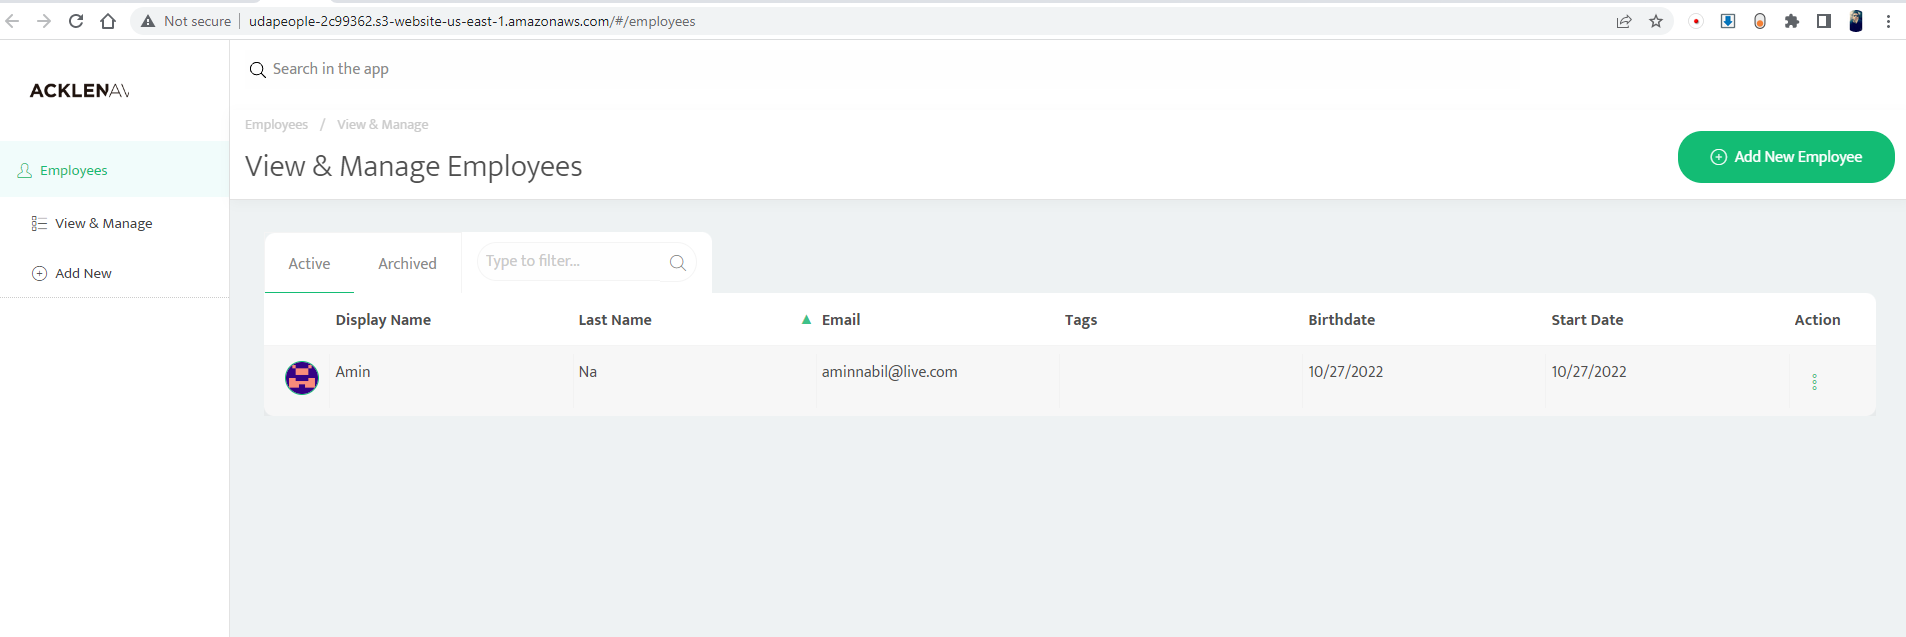 Not secure
udapeople-2c99362.s3-website-us-east-1.amazonaws.com/#/employees
ACKLENAV
Search in the app
Employees / View & Manage
View & Manage Employees
Add New Employee
Employees
View & Manage
Add New
Active Archived Type to filter...
Display Name Last Name Email Tags Birthdate Start Date Action
Amin Na aminnabil@live.com 10/27/2022 10/27/2022